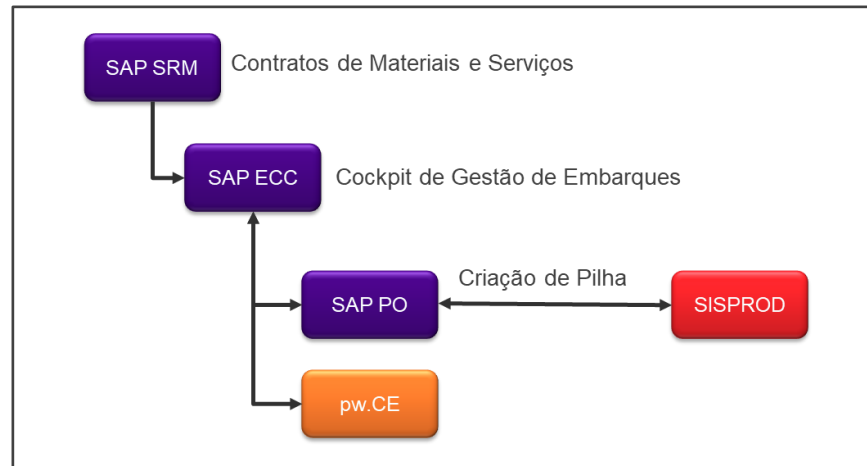 SAP SRM
Contratos de Materiais e Serviços
SAP ECC
Cockpit de Gestão de Embarques
Criação de Pilha
SAP PO
SISPROD
pw.CE